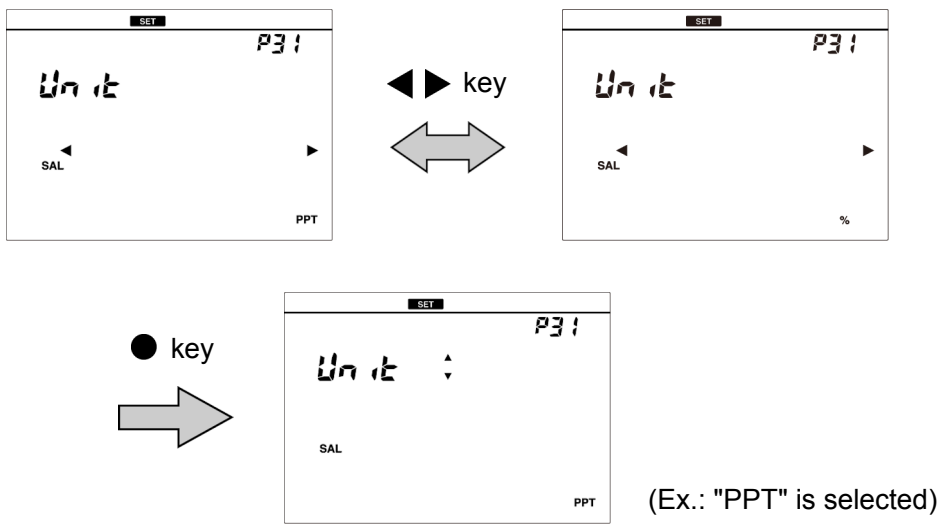 SET
P31
Unit
◀ ▶
SAL
PPT
◀ ▶ key
SET
P31
Unit
◀ ▶
SAL
%
● key
SET
P31
Unit ▲▼
SAL
PPT
(Ex.: "PPT" is selected)